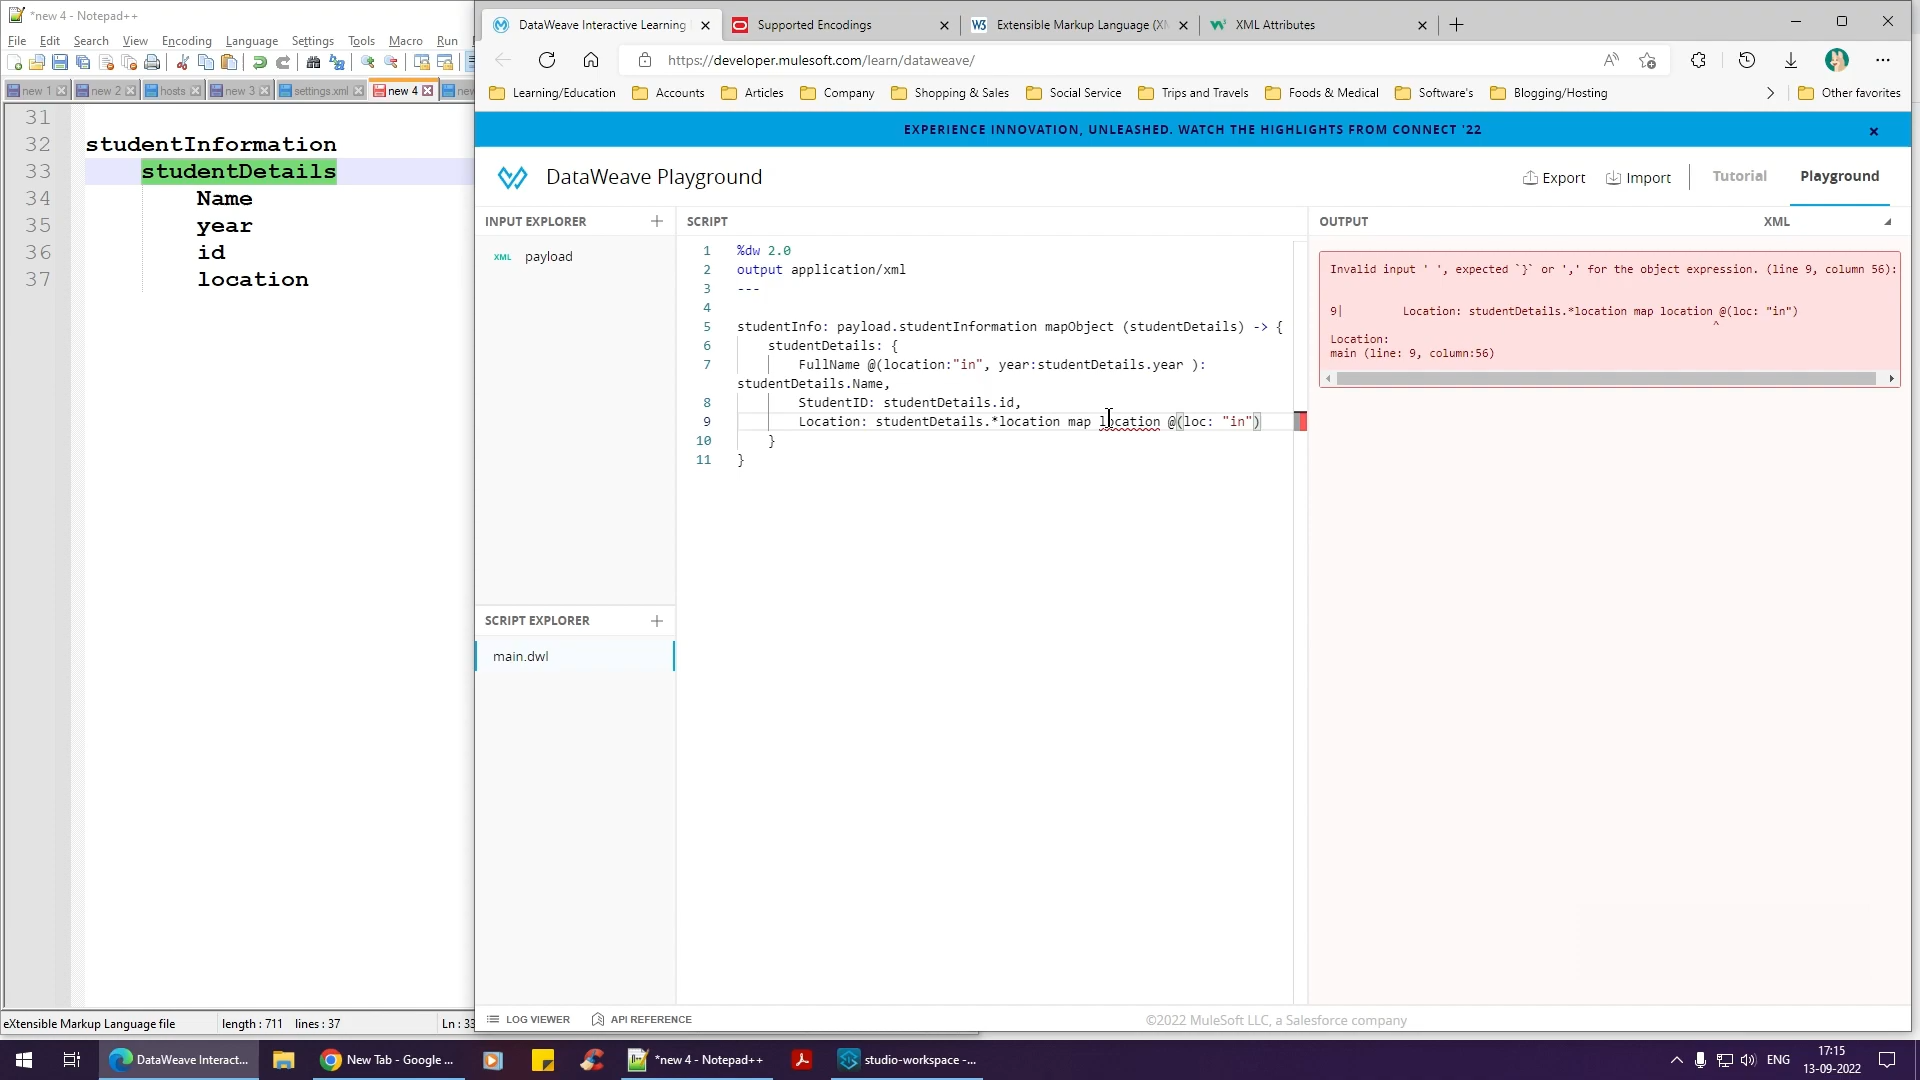 *new 4 - Notepad++
File Edit Search View Encoding Language Settings Tools Macro Run
new 1 new 2 hosts new 3 settings.xml new 4 new
31
32 studentInformation
33 studentDetails
34 Name
35 year
36 id
37 location
eXtensible Markup Language file length : 711 lines : 37 Ln : 33
DataWeave Interactive Learning
Supported Encodings
Extensible Markup Language (XM
XML Attributes
https://developer.mulesoft.com/learn/dataweave/
Learning/Education Accounts Articles Company Shopping & Sales Social Service Trips and Travels Foods & Medical Software's Blogging/Hosting Other favorites
EXPERIENCE INNOVATION, UNLEASHED. WATCH THE HIGHLIGHTS FROM CONNECT '22
DataWeave Playground
Export Import Tutorial Playground
INPUT EXPLORER
XML payload
SCRIPT EXPLORER
main.dwl
SCRIPT
1 %dw 2.0
2 output application/xml
3 ---
4
5 studentInfo: payload.studentInformation mapObject (studentDetails) -> {
6 studentDetails: {
7 FullName @(location:"in", year:studentDetails.year ):
studentDetails.Name,
8 StudentID: studentDetails.id,
9 Location: studentDetails.*location map location @(loc: "in")
10 }
11 }
OUTPUT XML
Invalid input ' ', expected `}` or ',' for the object expression. (line 9, column 56):
9| Location: studentDetails.*location map location @(loc: "in")
^
Location:
main (line: 9, column:56)
LOG VIEWER API REFERENCE
©2022 MuleSoft LLC, a Salesforce company
DataWeave Interact...
New Tab - Google ...
*new 4 - Notepad++
studio-workspace -...
ENG
17:15
13-09-2022